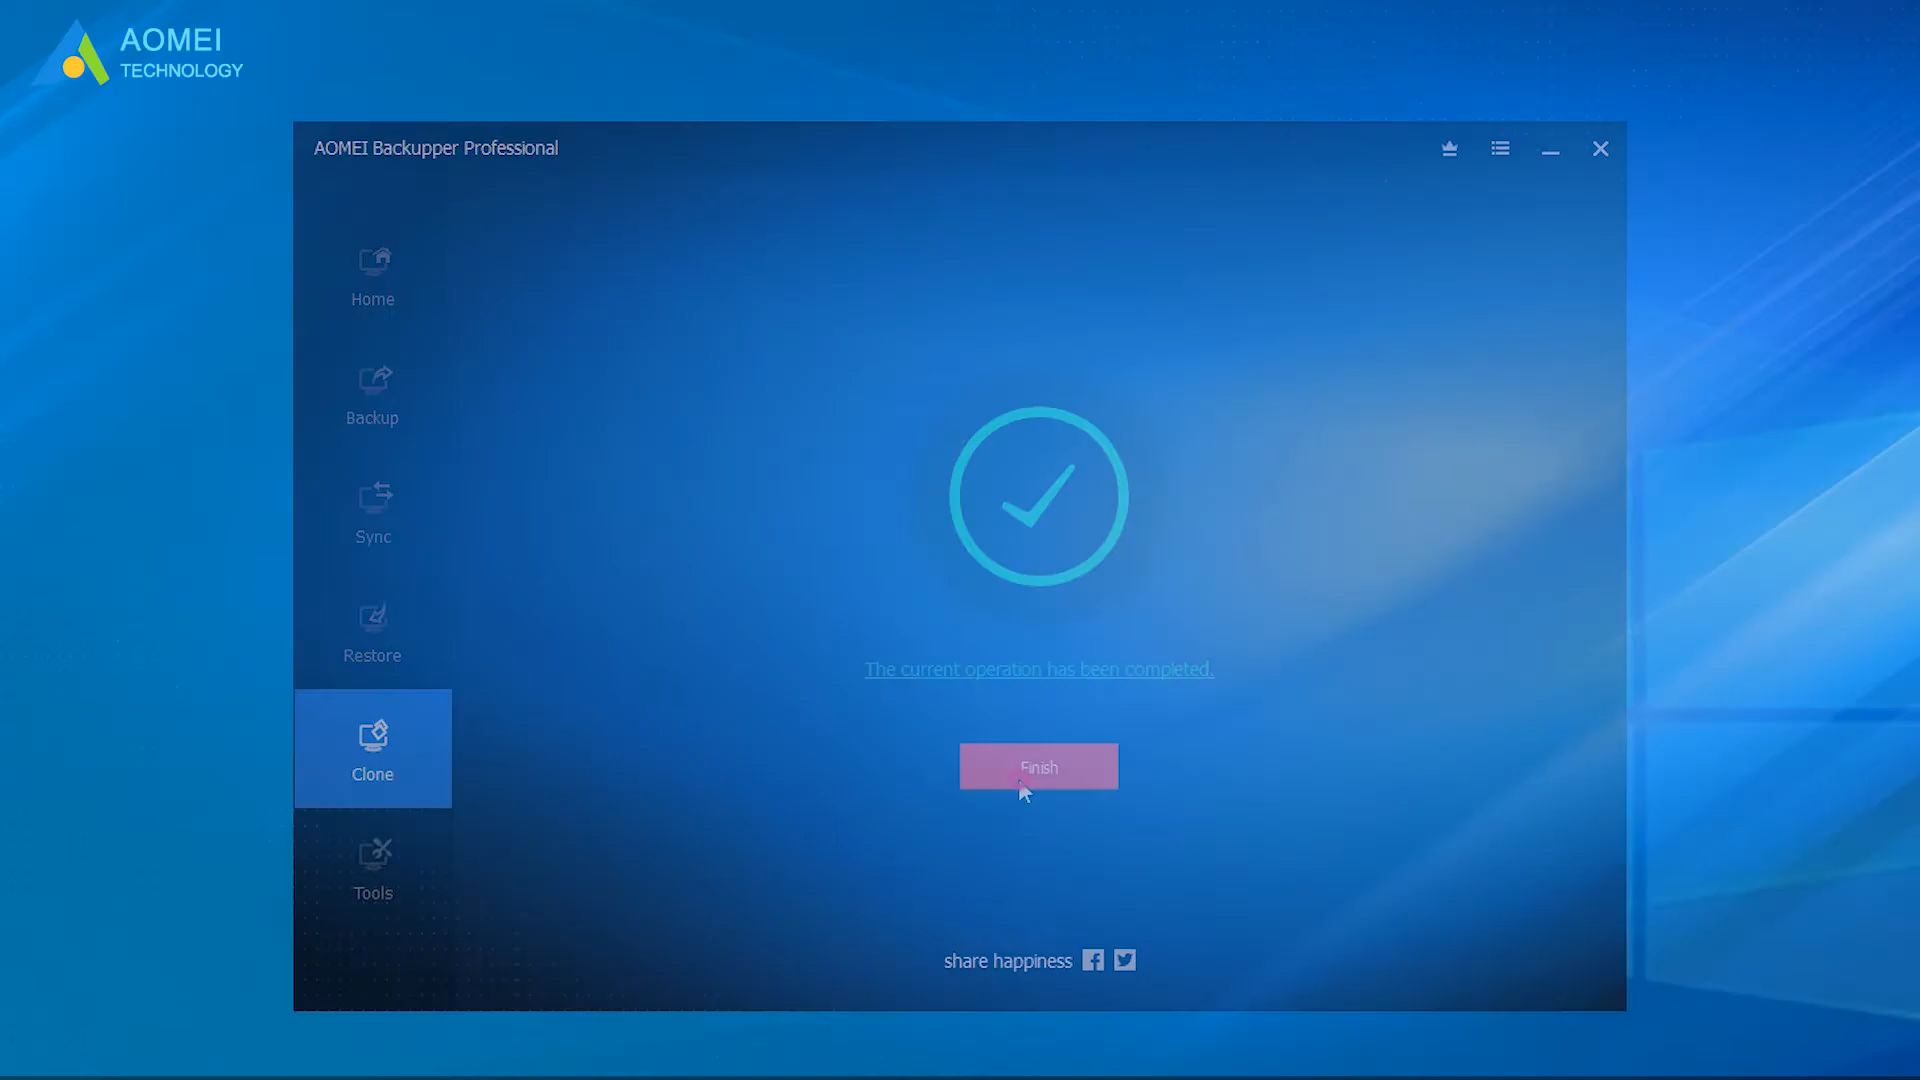 AOMEI
TECHNOLOGY
AOMEI Backupper Professional
Home
Backup
Sync
Restore
Clone
Tools
The current operation has been completed.
Finish
share happiness